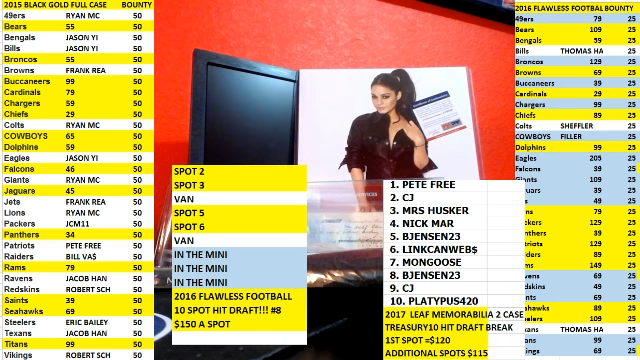 2015 BLACK GOLD FULL CASE BOUNTY
49ers RYAN MC 50
Bears 55 50
Bengals JASON YI 50
Bills JASON YI 50
Broncos 55 50
Browns FRANK REA 50
Buccaneers 99 50
Cardinals 79 50
Chargers 59 50
Chiefs 29 50
Colts RYAN MC 50
COWBOYS 65 50
Dolphins 59 50
Eagles JASON YI 50
Falcons 46 50
Giants RYAN MC 50
Jaguars 45 50
Jets FRANK REA 50
Lions RYAN MC 50
Packers JCM11 50
Panthers 34 50
Patriots PETE FREE 50
Raiders BILL VA$ 50
Rams 79 50
Ravens JACOB HAN 50
Redskins ROBERT SCH 50
Saints 39 50
Seahawks 69 50
Steelers ERIC BAILEY 50
Texans JACOB HAN 50
Titans 99 50
Vikings ROBERT SCH 50
SPOT 2
SPOT 3
VAN
SPOT 5
SPOT 6
VAN
IN THE MINI
IN THE MINI
IN THE MINI
2016 FLAWLESS FOOTBALL
10 SPOT HIT DRAFT!!! #8
$150 A SPOT
1. PETE FREE
2. CJ
3. MRS HUSKER
4. NICK MAR
5. BJENSEN23
6. LINKCANWEB$
7. MONGOOSE
8. BJENSEN23
9. CJ
10. PLATYPUS420
2017 LEAF MEMORABILIA 2 CASE
TREASURY10 HIT DRAFT BREAK
1ST SPOT =$120
ADDITIONAL SPOTS $115
2016 FLAWLESS FOOTBAL BOUNTY
49ers 79 25
Bears 109 25
Bengals 59 25
Bills THOMAS HA 25
Broncos 129 25
Browns 69 25
Buccaneers 39 25
Cardinals 29 25
Chargers 99 25
Chiefs 89 25
Colts SHEFFLER 25
COWBOYS FILLER 25
Dolphins 99 25
Eagles 205 25
Falcons 39 25
109 25
39 25
49 25
79 25
129 25
39 25
129 25
89 25
149 25
69 25
49 25
25
89 25
109 25
THOMAS HA 25
25
69 25